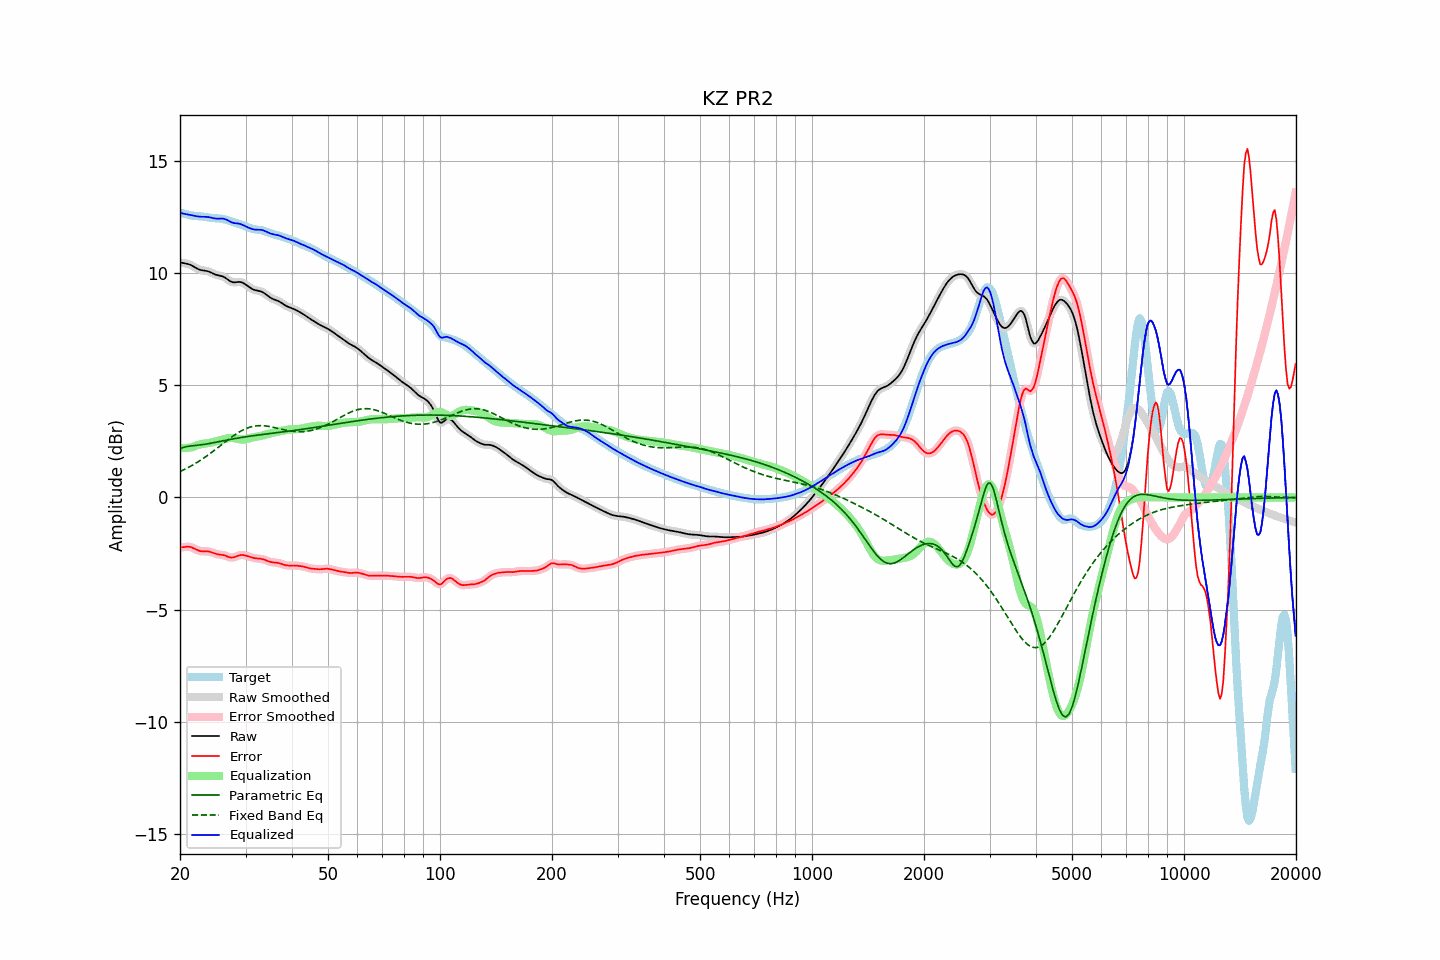 KZ PR2
Amplitude (dBr)
15
10
5
0
−5
−10
−15
Target
Raw Smoothed
Error Smoothed
Raw
Error
Equalization
Parametric Eq
Fixed Band Eq
Equalized
20 50 100 200 500 1000 2000 5000 10000 20000
Frequency (Hz)